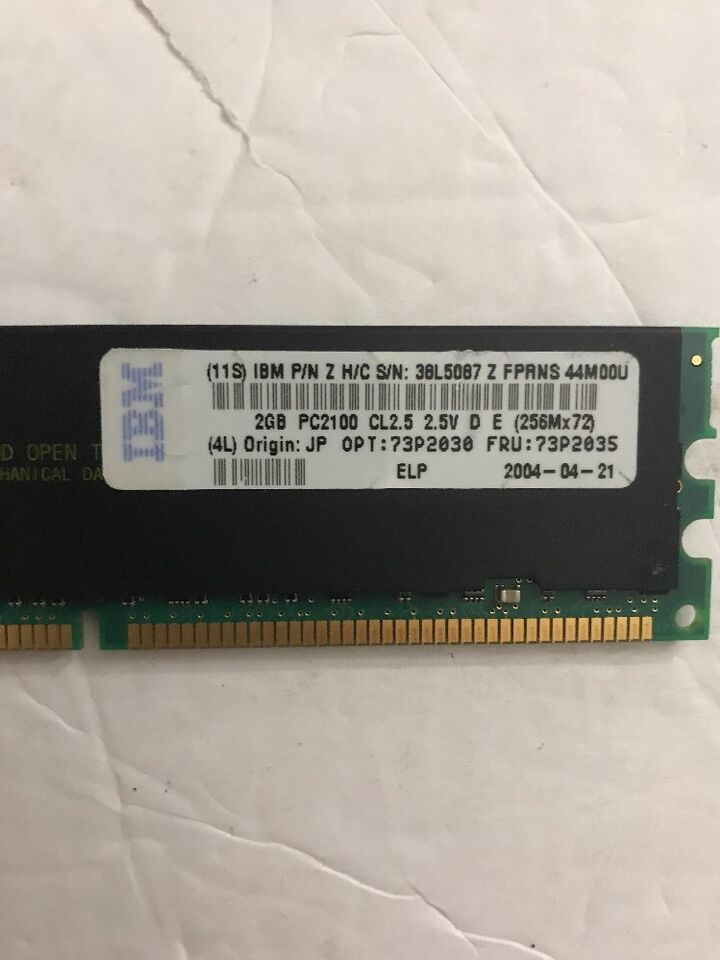 IBM
(11S) IBM P/N Z H/C S/N: 38L5087 Z FPRNS 44M00U
2GB PC2100 CL2.5 2.5V D E (256Mx72)
(4L) Origin: JP OPT:73P2030 FRU:73P2035
ELP 2004-04-21
D OPEN T
HANICAL DA